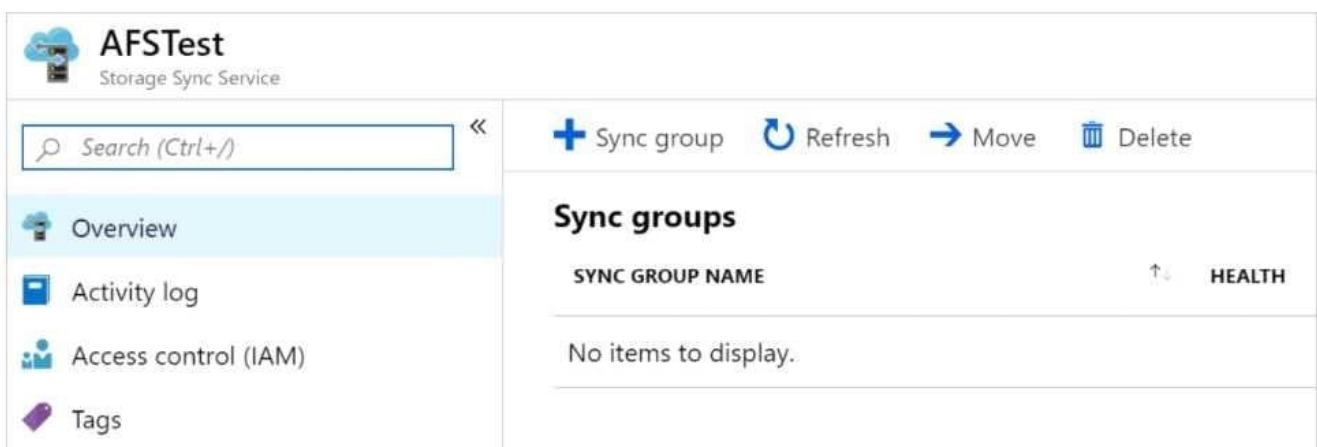 AFSTest
Storage Sync Service
Search (Ctrl+/)
«
Overview
Activity log
Access control (IAM)
Tags
+ Sync group Refresh → Move Delete
Sync groups
SYNC GROUP NAME ↑↓ HEALTH
No items to display.